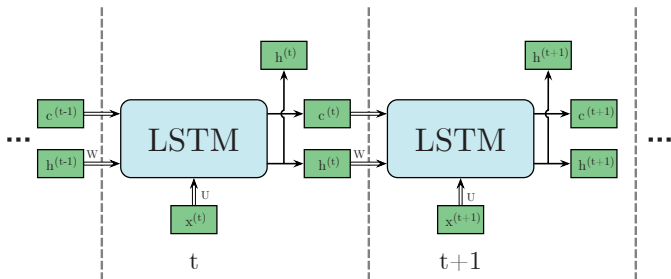 h(t) h(t+1)
c(t-1) c(t) c(t+1)
LSTM LSTM
... ...
h(t-1) W h(t) W h(t+1)
U U
x(t) x(t+1)
t t+1